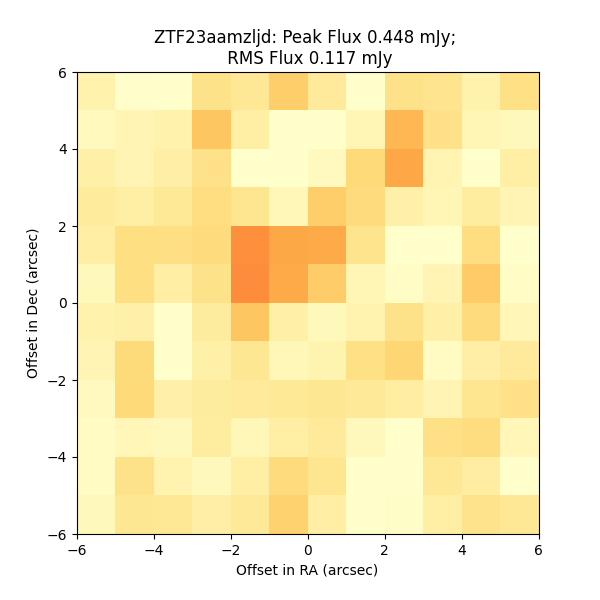 ZTF23aamzljd: Peak Flux 0.448 mJy;
RMS Flux 0.117 mJy
6
4
2
0
−2
−4
−6
Offset in Dec (arcsec)
−6 −4 −2 0 2 4 6
Offset in RA (arcsec)